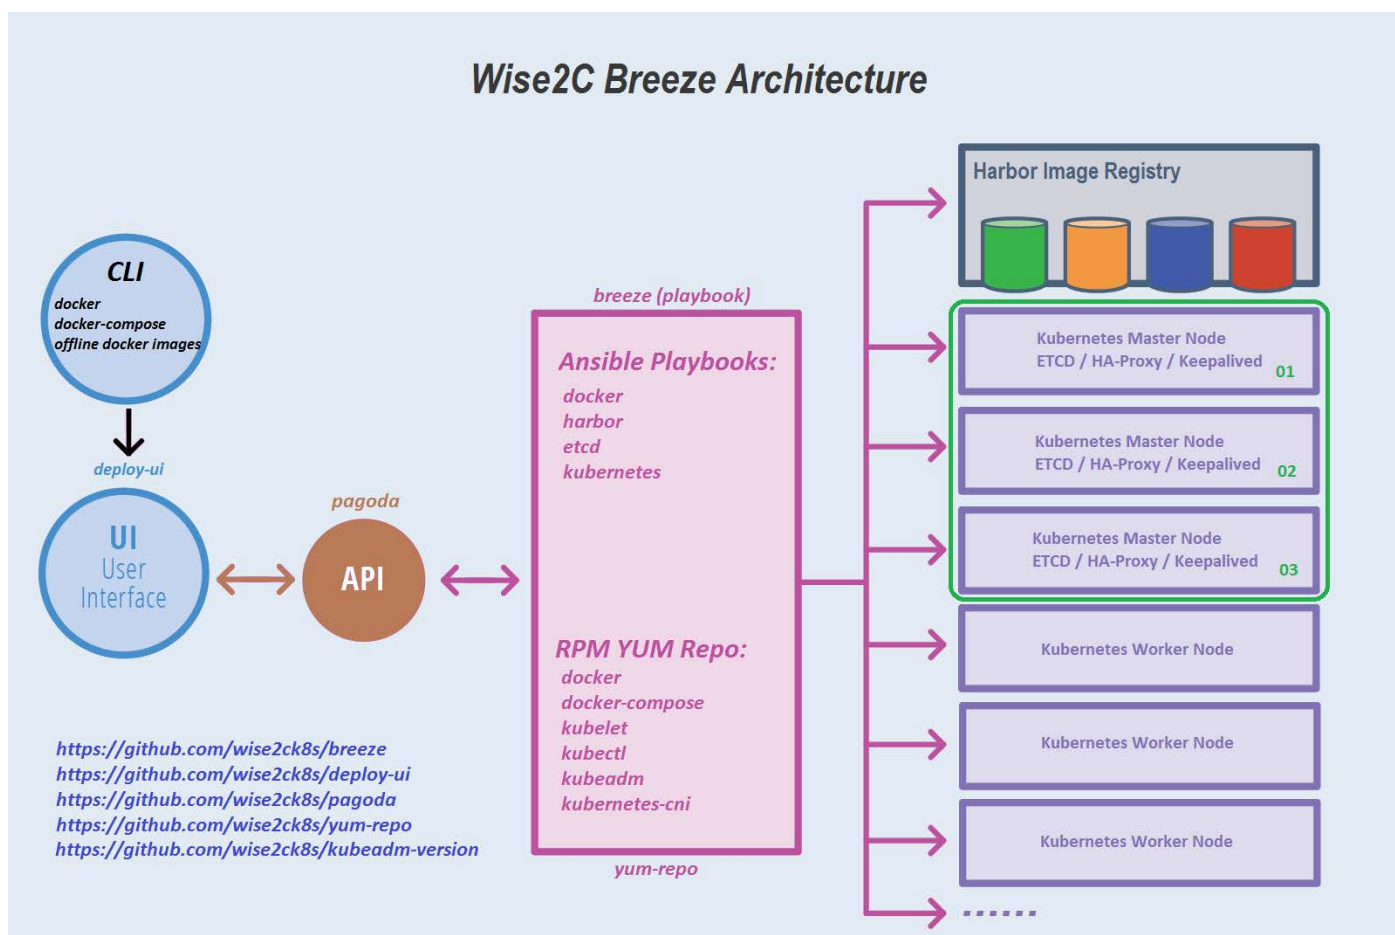 Wise2C Breeze Architecture
CLI
docker
docker-compose
offline docker images
deploy-ui
UI
User
Interface
pagoda
API
breeze (playbook)
Ansible Playbooks:
docker
harbor
etcd
kubernetes
RPM YUM Repo:
docker
docker-compose
kubelet
kubectl
kubeadm
kubernetes-cni
yum-repo
Harbor Image Registry
Kubernetes Master Node
ETCD / HA-Proxy / Keepalived
01
Kubernetes Master Node
ETCD / HA-Proxy / Keepalived
02
Kubernetes Master Node
ETCD / HA-Proxy / Keepalived
03
Kubernetes Worker Node
Kubernetes Worker Node
Kubernetes Worker Node
https://github.com/wise2ck8s/breeze
https://github.com/wise2ck8s/deploy-ui
https://github.com/wise2ck8s/pagoda
https://github.com/wise2ck8s/yum-repo
https://github.com/wise2ck8s/kubeadm-version